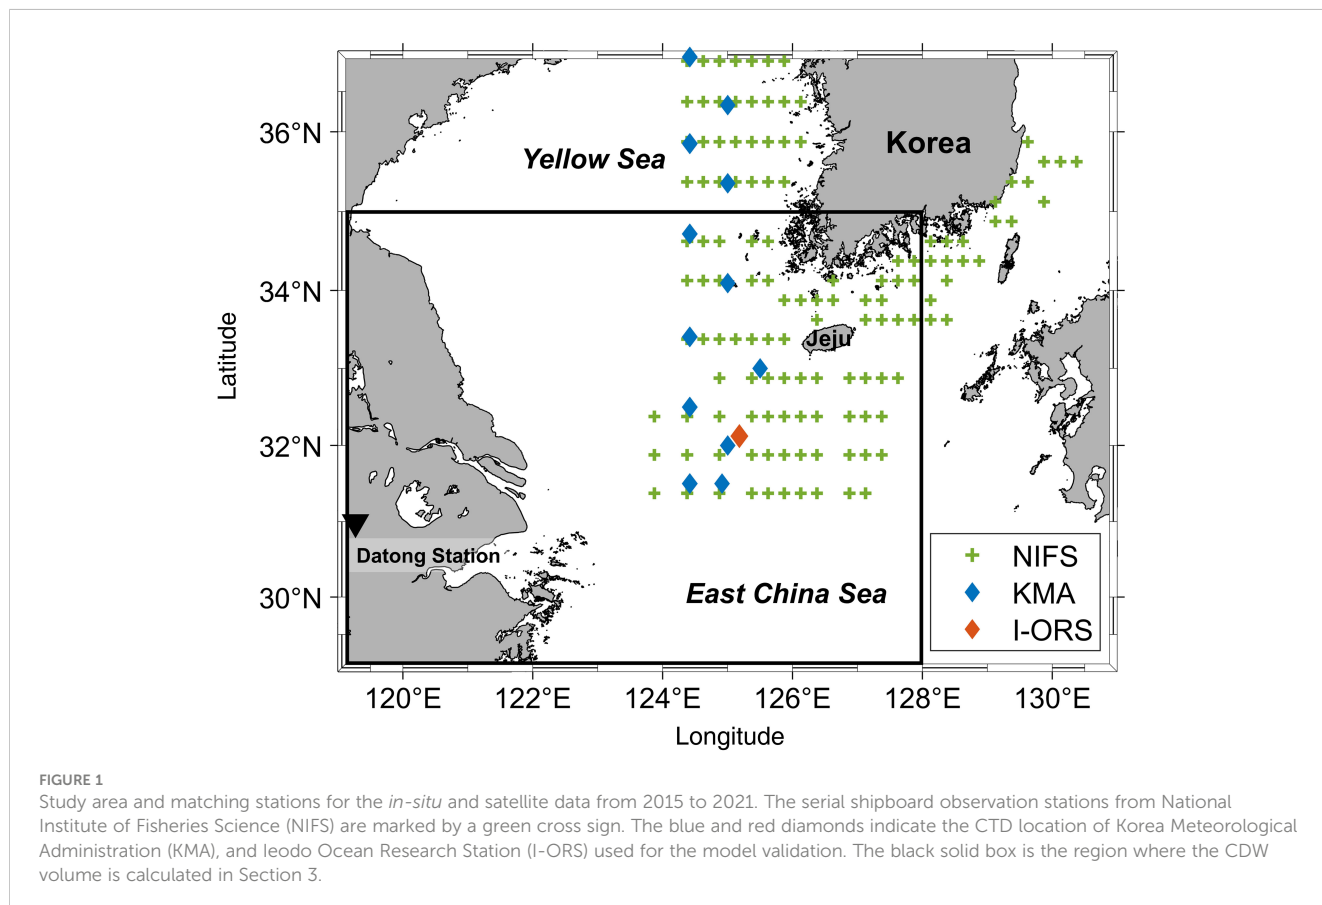 36°N
34°N
32°N
30°N
Latitude
120°E
122°E
124°E
126°E
128°E
130°E
Longitude
Korea
Yellow Sea
Jeju
Datong Station
East China Sea
NIFS
KMA
I-ORS
FIGURE 1
Study area and matching stations for the in-situ and satellite data from 2015 to 2021. The serial shipboard observation stations from National
Institute of Fisheries Science (NIFS) are marked by a green cross sign. The blue and red diamonds indicate the CTD location of Korea Meteorological
Administration (KMA), and Ieodo Ocean Research Station (I-ORS) used for the model validation. The black solid box is the region where the CDW
volume is calculated in Section 3.